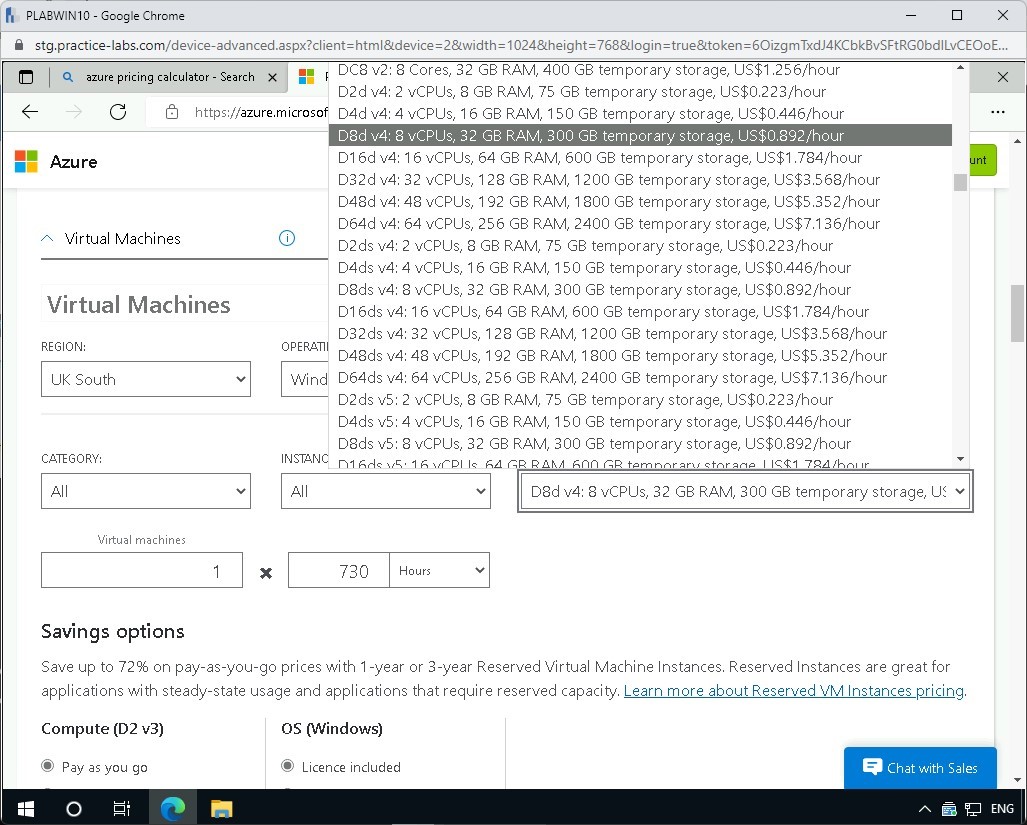 PLABWIN10 - Google Chrome
stg.practice-labs.com/device-advanced.aspx?client=html&device=2&width=1024&height=768&login=true&token=6OizgmTxdJ4KCbkBvSFtRG0bdlLvCEOoE...
azure pricing calculator - Search
https://azure.microsof
Azure
unt
DC8 v2: 8 Cores, 32 GB RAM, 400 GB temporary storage, US$1.256/hour
D2d v4: 2 vCPUs, 8 GB RAM, 75 GB temporary storage, US$0.223/hour
D4d v4: 4 vCPUs, 16 GB RAM, 150 GB temporary storage, US$0.446/hour
D8d v4: 8 vCPUs, 32 GB RAM, 300 GB temporary storage, US$0.892/hour
D16d v4: 16 vCPUs, 64 GB RAM, 600 GB temporary storage, US$1.784/hour
D32d v4: 32 vCPUs, 128 GB RAM, 1200 GB temporary storage, US$3.568/hour
D48d v4: 48 vCPUs, 192 GB RAM, 1800 GB temporary storage, US$5.352/hour
D64d v4: 64 vCPUs, 256 GB RAM, 2400 GB temporary storage, US$7.136/hour
D2ds v4: 2 vCPUs, 8 GB RAM, 75 GB temporary storage, US$0.223/hour
D4ds v4: 4 vCPUs, 16 GB RAM, 150 GB temporary storage, US$0.446/hour
D8ds v4: 8 vCPUs, 32 GB RAM, 300 GB temporary storage, US$0.892/hour
D16ds v4: 16 vCPUs, 64 GB RAM, 600 GB temporary storage, US$1.784/hour
D32ds v4: 32 vCPUs, 128 GB RAM, 1200 GB temporary storage, US$3.568/hour
D48ds v4: 48 vCPUs, 192 GB RAM, 1800 GB temporary storage, US$5.352/hour
D64ds v4: 64 vCPUs, 256 GB RAM, 2400 GB temporary storage, US$7.136/hour
D2ds v5: 2 vCPUs, 8 GB RAM, 75 GB temporary storage, US$0.223/hour
D4ds v5: 4 vCPUs, 16 GB RAM, 150 GB temporary storage, US$0.446/hour
D8ds v5: 8 vCPUs, 32 GB RAM, 300 GB temporary storage, US$0.892/hour
D16ds v5: 16 vCPUs, 64 GB RAM, 600 GB temporary storage, US$1.784/hour
Virtual Machines
Virtual Machines
REGION:
OPERATI
UK South
Wind
CATEGORY:
INSTANC
All
All
D8d v4: 8 vCPUs, 32 GB RAM, 300 GB temporary storage, US
Virtual machines
1
730
Hours
Savings options
Save up to 72% on pay-as-you-go prices with 1-year or 3-year Reserved Virtual Machine Instances. Reserved Instances are great for
applications with steady-state usage and applications that require reserved capacity. Learn more about Reserved VM Instances pricing.
Compute (D2 v3)
OS (Windows)
Pay as you go
Licence included
Chat with Sales
ENG